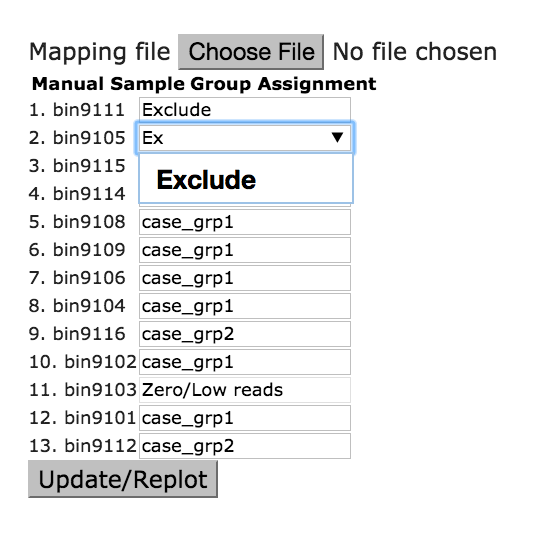 Mapping file Choose File No file chosen
Manual Sample Group Assignment
1. bin9111 Exclude
2. bin9105 Ex ▼
3. bin9115
Exclude
4. bin9114
5. bin9108 case_grp1
6. bin9109 case_grp1
7. bin9106 case_grp1
8. bin9104 case_grp1
9. bin9116 case_grp2
10. bin9102 case_grp1
11. bin9103 Zero/Low reads
12. bin9101 case_grp1
13. bin9112 case_grp2
Update/Replot